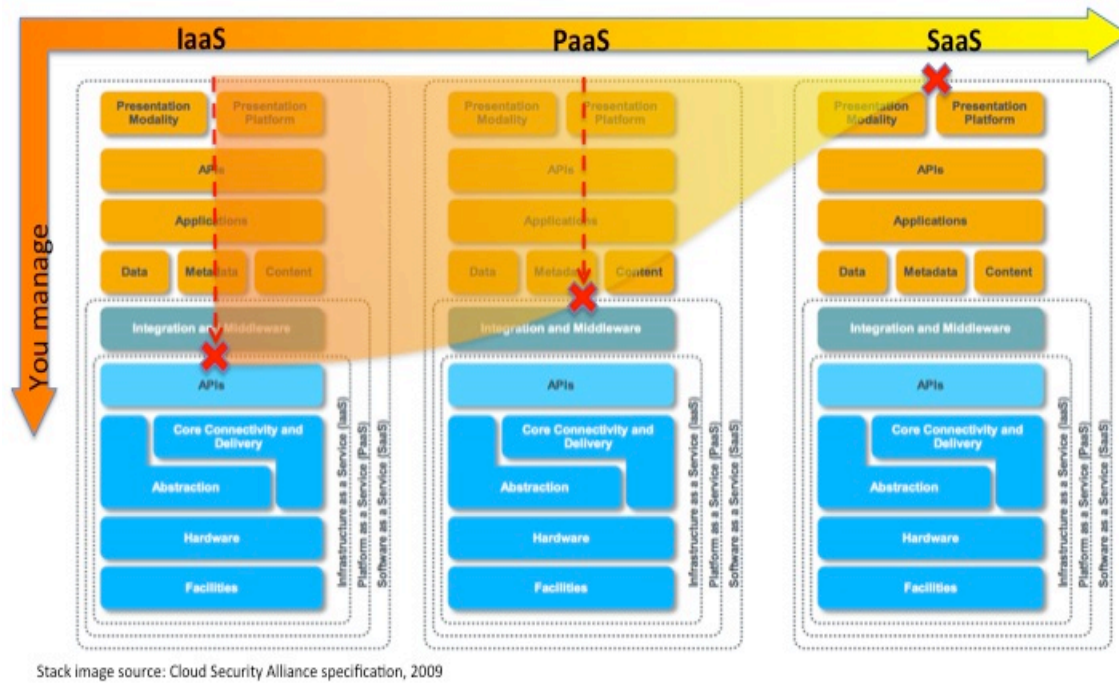 IaaS
PaaS
SaaS
You manage
Presentation
Modality
Presentation
Platform
APIs
Applications
Data
Metadata
Content
Integration and Middleware
APIs
Core Connectivity and
Delivery
Abstraction
Hardware
Facilities
Infrastructure as a Service (IaaS)
Platform as a Service (PaaS)
Software as a Service (SaaS)
Presentation
Modality
Presentation
Platform
APIs
Applications
Data
Metadata
Content
Integration and Middleware
APIs
Core Connectivity and
Delivery
Abstraction
Hardware
Facilities
Infrastructure as a Service (IaaS)
Platform as a Service (PaaS)
Software as a Service (SaaS)
Presentation
Modality
Presentation
Platform
APIs
Applications
Data
Metadata
Content
Integration and Middleware
APIs
Core Connectivity and
Delivery
Abstraction
Hardware
Facilities
Infrastructure as a Service (IaaS)
Platform as a Service (PaaS)
Software as a Service (SaaS)
Stack image source: Cloud Security Alliance specification, 2009